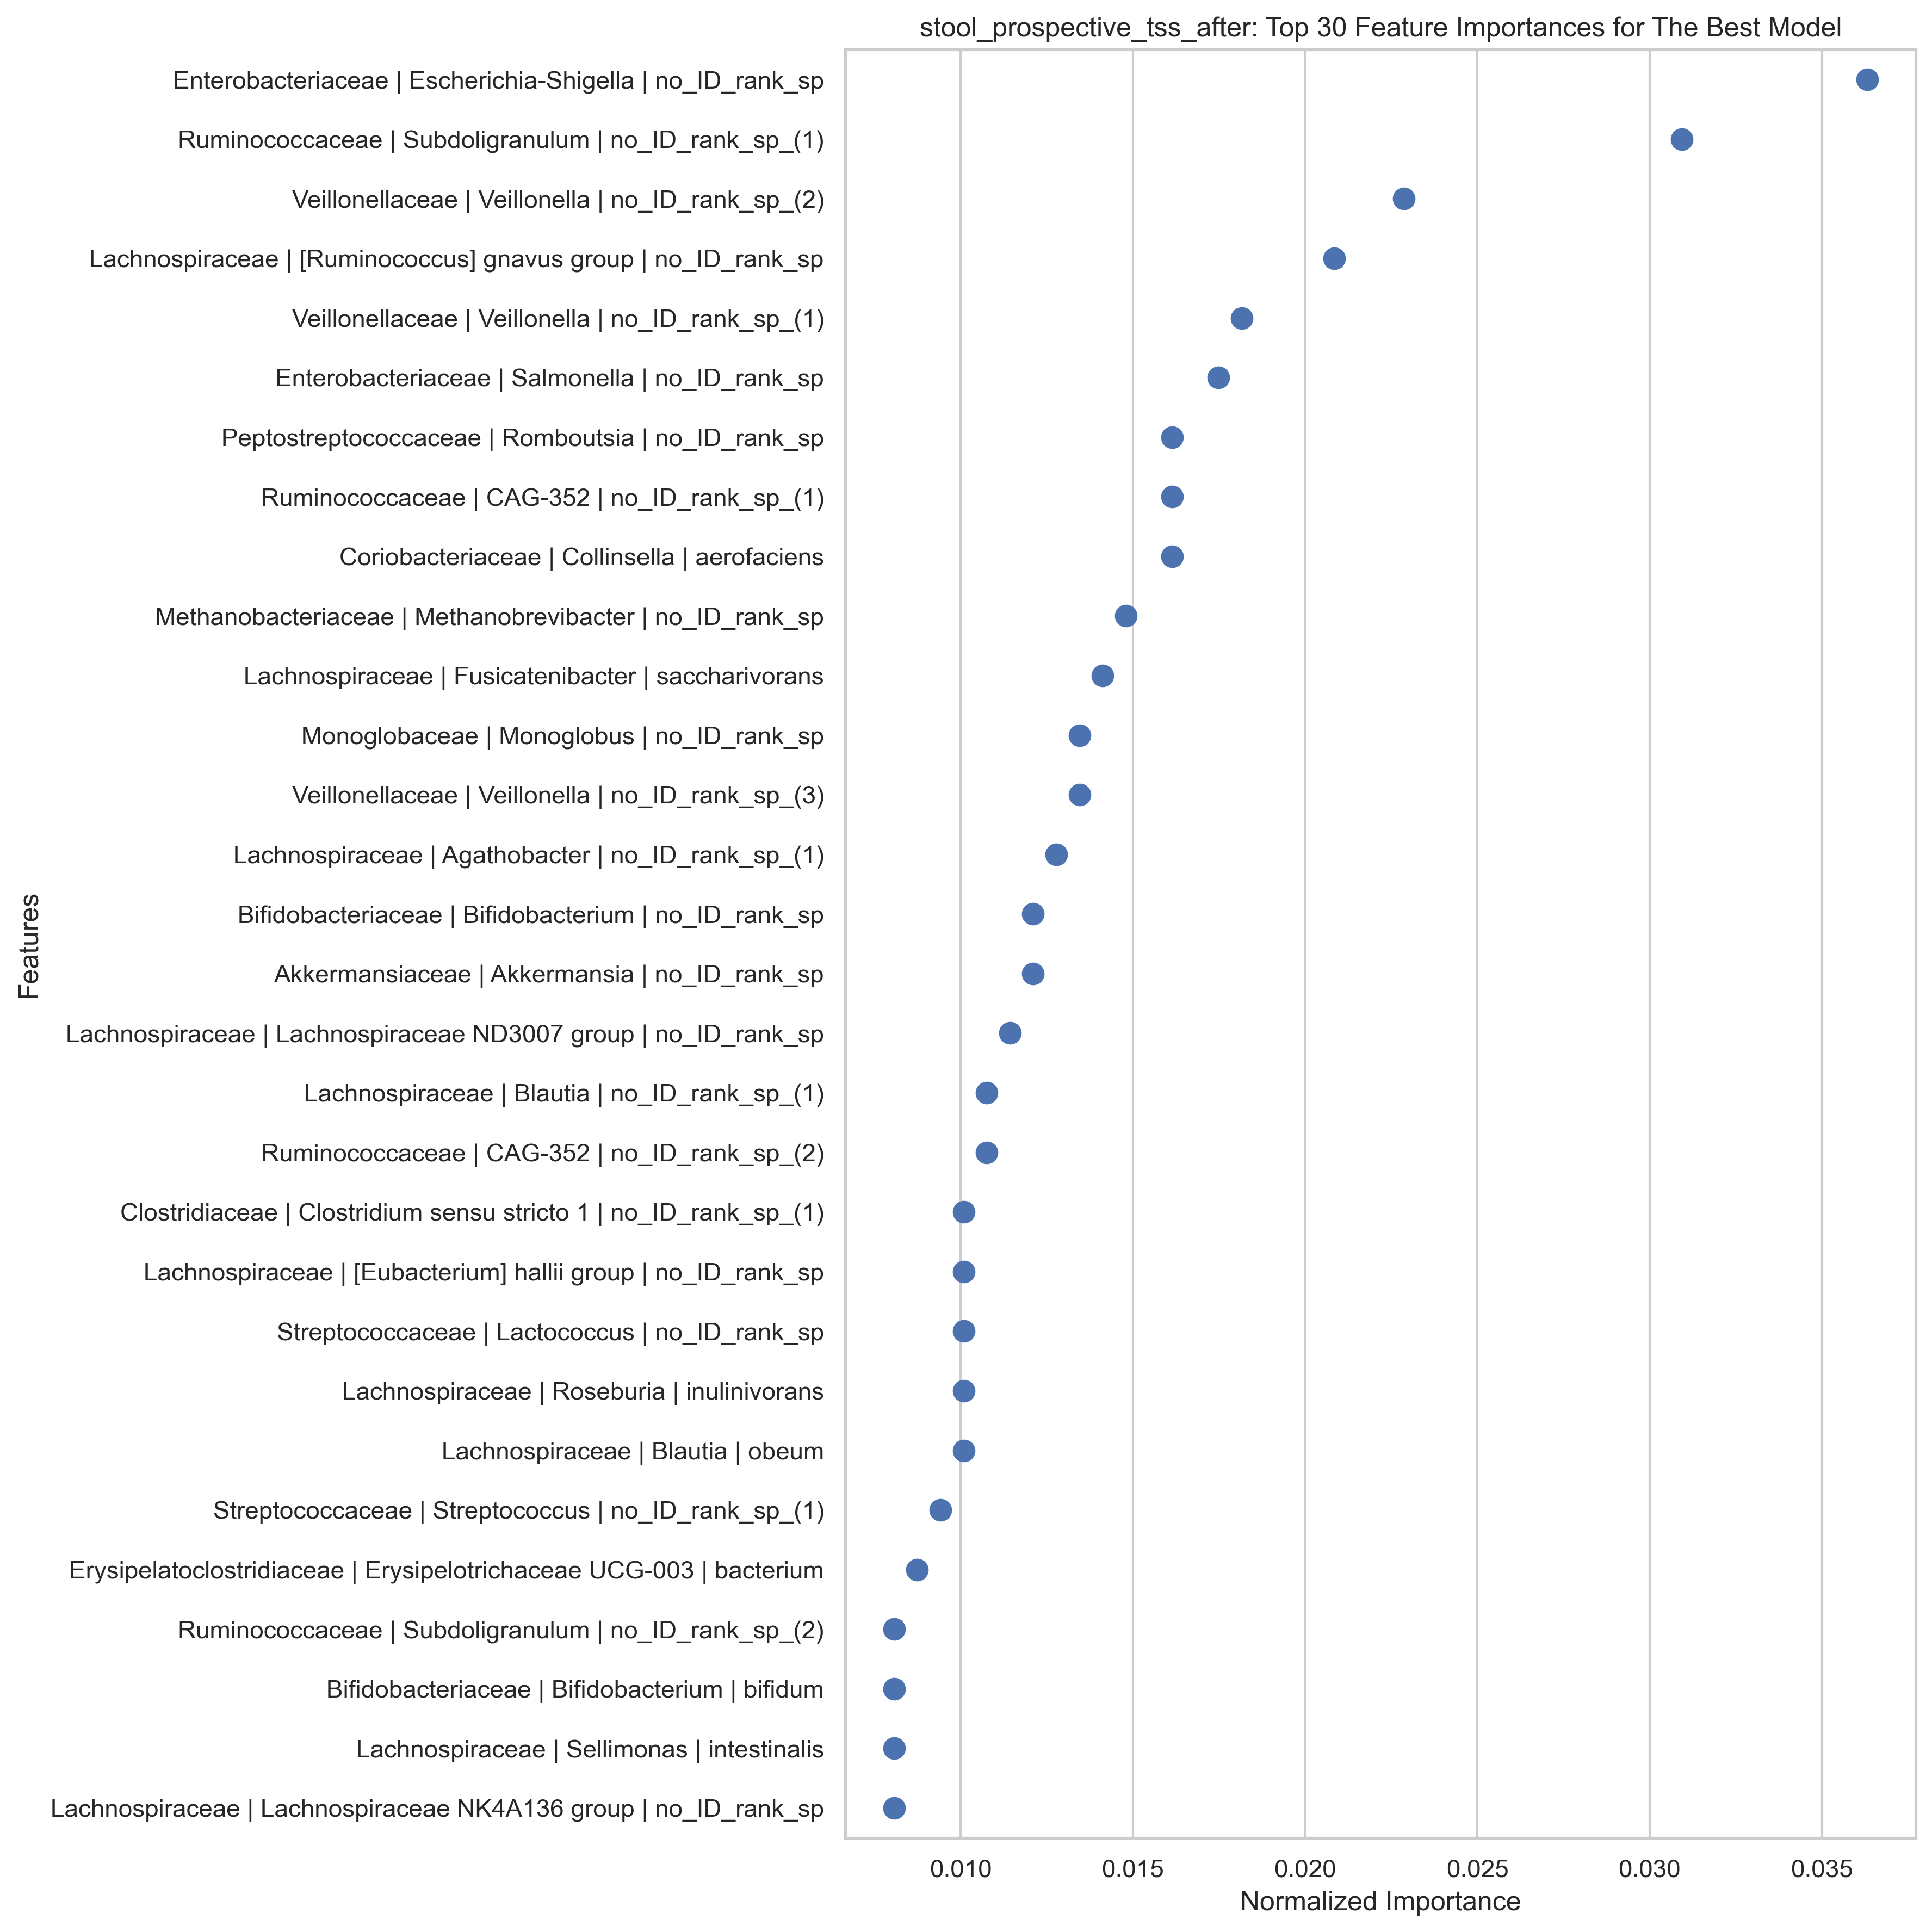 stool_prospective_tss_after: Top 30 Feature Importances for The Best Model
Enterobacteriaceae | Escherichia-Shigella | no_ID_rank_sp
Ruminococcaceae | Subdoligranulum | no_ID_rank_sp_(1)
Veillonellaceae | Veillonella | no_ID_rank_sp_(2)
Lachnospiraceae | [Ruminococcus] gnavus group | no_ID_rank_sp
Veillonellaceae | Veillonella | no_ID_rank_sp_(1)
Enterobacteriaceae | Salmonella | no_ID_rank_sp
Peptostreptococcaceae | Romboutsia | no_ID_rank_sp
Ruminococcaceae | CAG-352 | no_ID_rank_sp_(1)
Coriobacteriaceae | Collinsella | aerofaciens
Methanobacteriaceae | Methanobrevibacter | no_ID_rank_sp
Lachnospiraceae | Fusicatenibacter | saccharivorans
Monoglobaceae | Monoglobus | no_ID_rank_sp
Veillonellaceae | Veillonella | no_ID_rank_sp_(3)
Lachnospiraceae | Agathobacter | no_ID_rank_sp_(1)
Bifidobacteriaceae | Bifidobacterium | no_ID_rank_sp
Akkermansiaceae | Akkermansia | no_ID_rank_sp
Lachnospiraceae | Lachnospiraceae ND3007 group | no_ID_rank_sp
Lachnospiraceae | Blautia | no_ID_rank_sp_(1)
Ruminococcaceae | CAG-352 | no_ID_rank_sp_(2)
Clostridiaceae | Clostridium sensu stricto 1 | no_ID_rank_sp_(1)
Lachnospiraceae | [Eubacterium] hallii group | no_ID_rank_sp
Streptococcaceae | Lactococcus | no_ID_rank_sp
Lachnospiraceae | Roseburia | inulinivorans
Lachnospiraceae | Blautia | obeum
Streptococcaceae | Streptococcus | no_ID_rank_sp_(1)
Erysipelatoclostridiaceae | Erysipelotrichaceae UCG-003 | bacterium
Ruminococcaceae | Subdoligranulum | no_ID_rank_sp_(2)
Bifidobacteriaceae | Bifidobacterium | bifidum
Lachnospiraceae | Sellimonas | intestinalis
Lachnospiraceae | Lachnospiraceae NK4A136 group | no_ID_rank_sp
Features
0.010 0.015 0.020 0.025 0.030 0.035
Normalized Importance